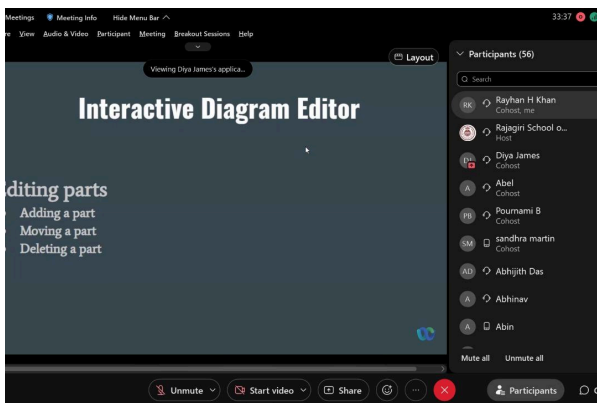 Meetings
Meeting Info
Hide Menu Bar
33:37
View
Audio & Video
Participant
Meeting
Breakout Sessions
Help
Layout
Viewing Diya James's applica...
Interactive Diagram Editor
diting parts
Adding a part
Moving a part
Deleting a part
Participants (56)
Search
RK
Rayhan H Khan
Cohost, me
Rajagiri School o...
Host
Diya James
Cohost
A
Abel
Cohost
PB
Pournami B
Cohost
SM
sandhra martin
Cohost
AD
Abhijith Das
A
Abhinav
A
Abin
Mute all
Unmute all
Unmute
Start video
Share
Participants